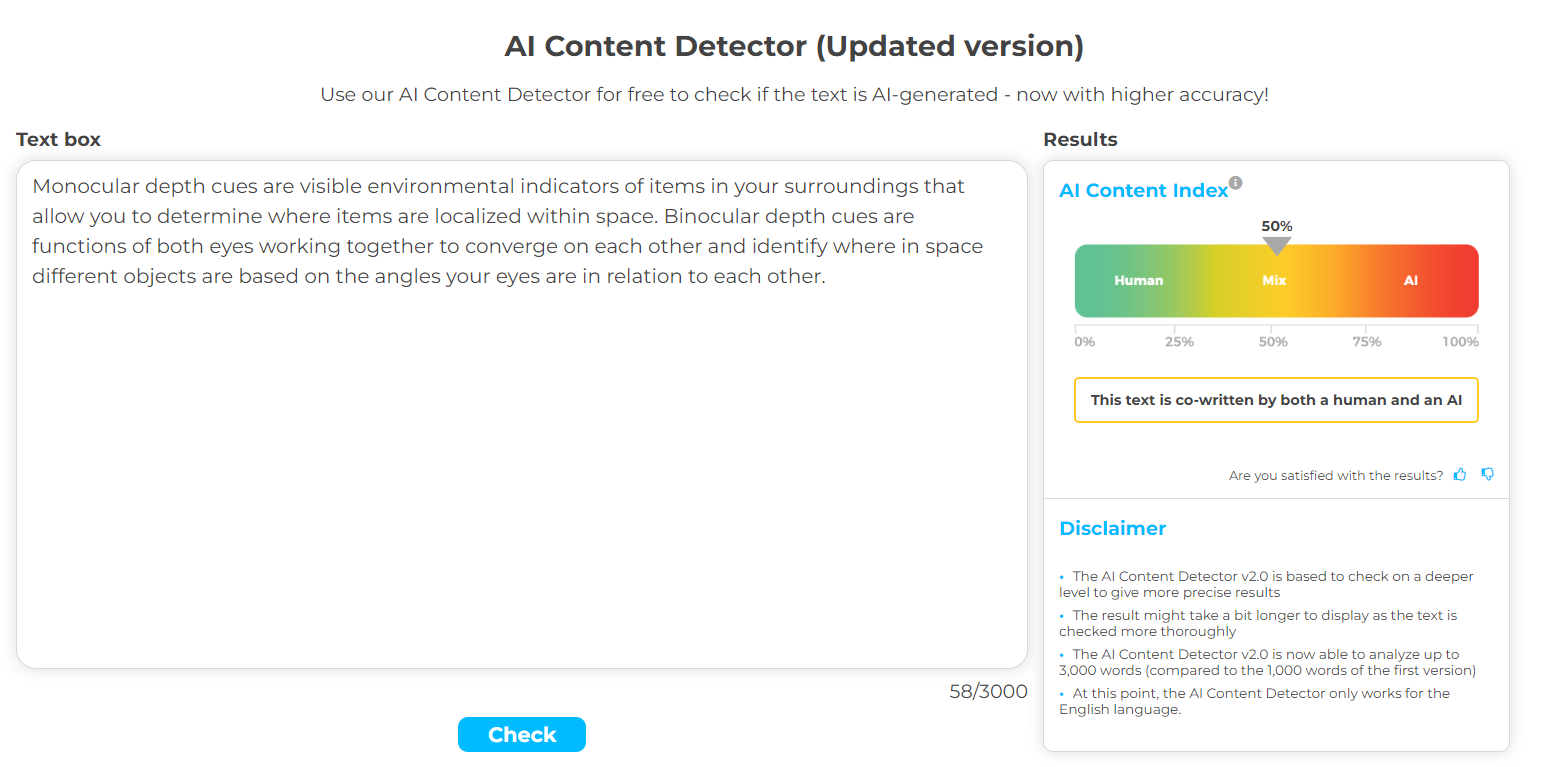 AI Content Detector (Updated version)
Use our AI Content Detector for free to check if the text is AI-generated - now with higher accuracy!
Text box
Monocular depth cues are visible environmental indicators of items in your surroundings that
allow you to determine where items are localized within space. Binocular depth cues are
functions of both eyes working together to converge on each other and identify where in space
different objects are based on the angles your eyes are in relation to each other.
58/3000
Check
Results
AI Content Index
50%
Human Mix AI
0% 25% 50% 75% 100%
This text is co-written by both a human and an AI
Are you satisfied with the results?
Disclaimer
• The AI Content Detector v2.0 is based to check on a deeper
level to give more precise results
• The result might take a bit longer to display as the text is
checked more thoroughly
• The AI Content Detector v2.0 is now able to analyze up to
3,000 words (compared to the 1,000 words of the first version)
• At this point, the AI Content Detector only works for the
English language.